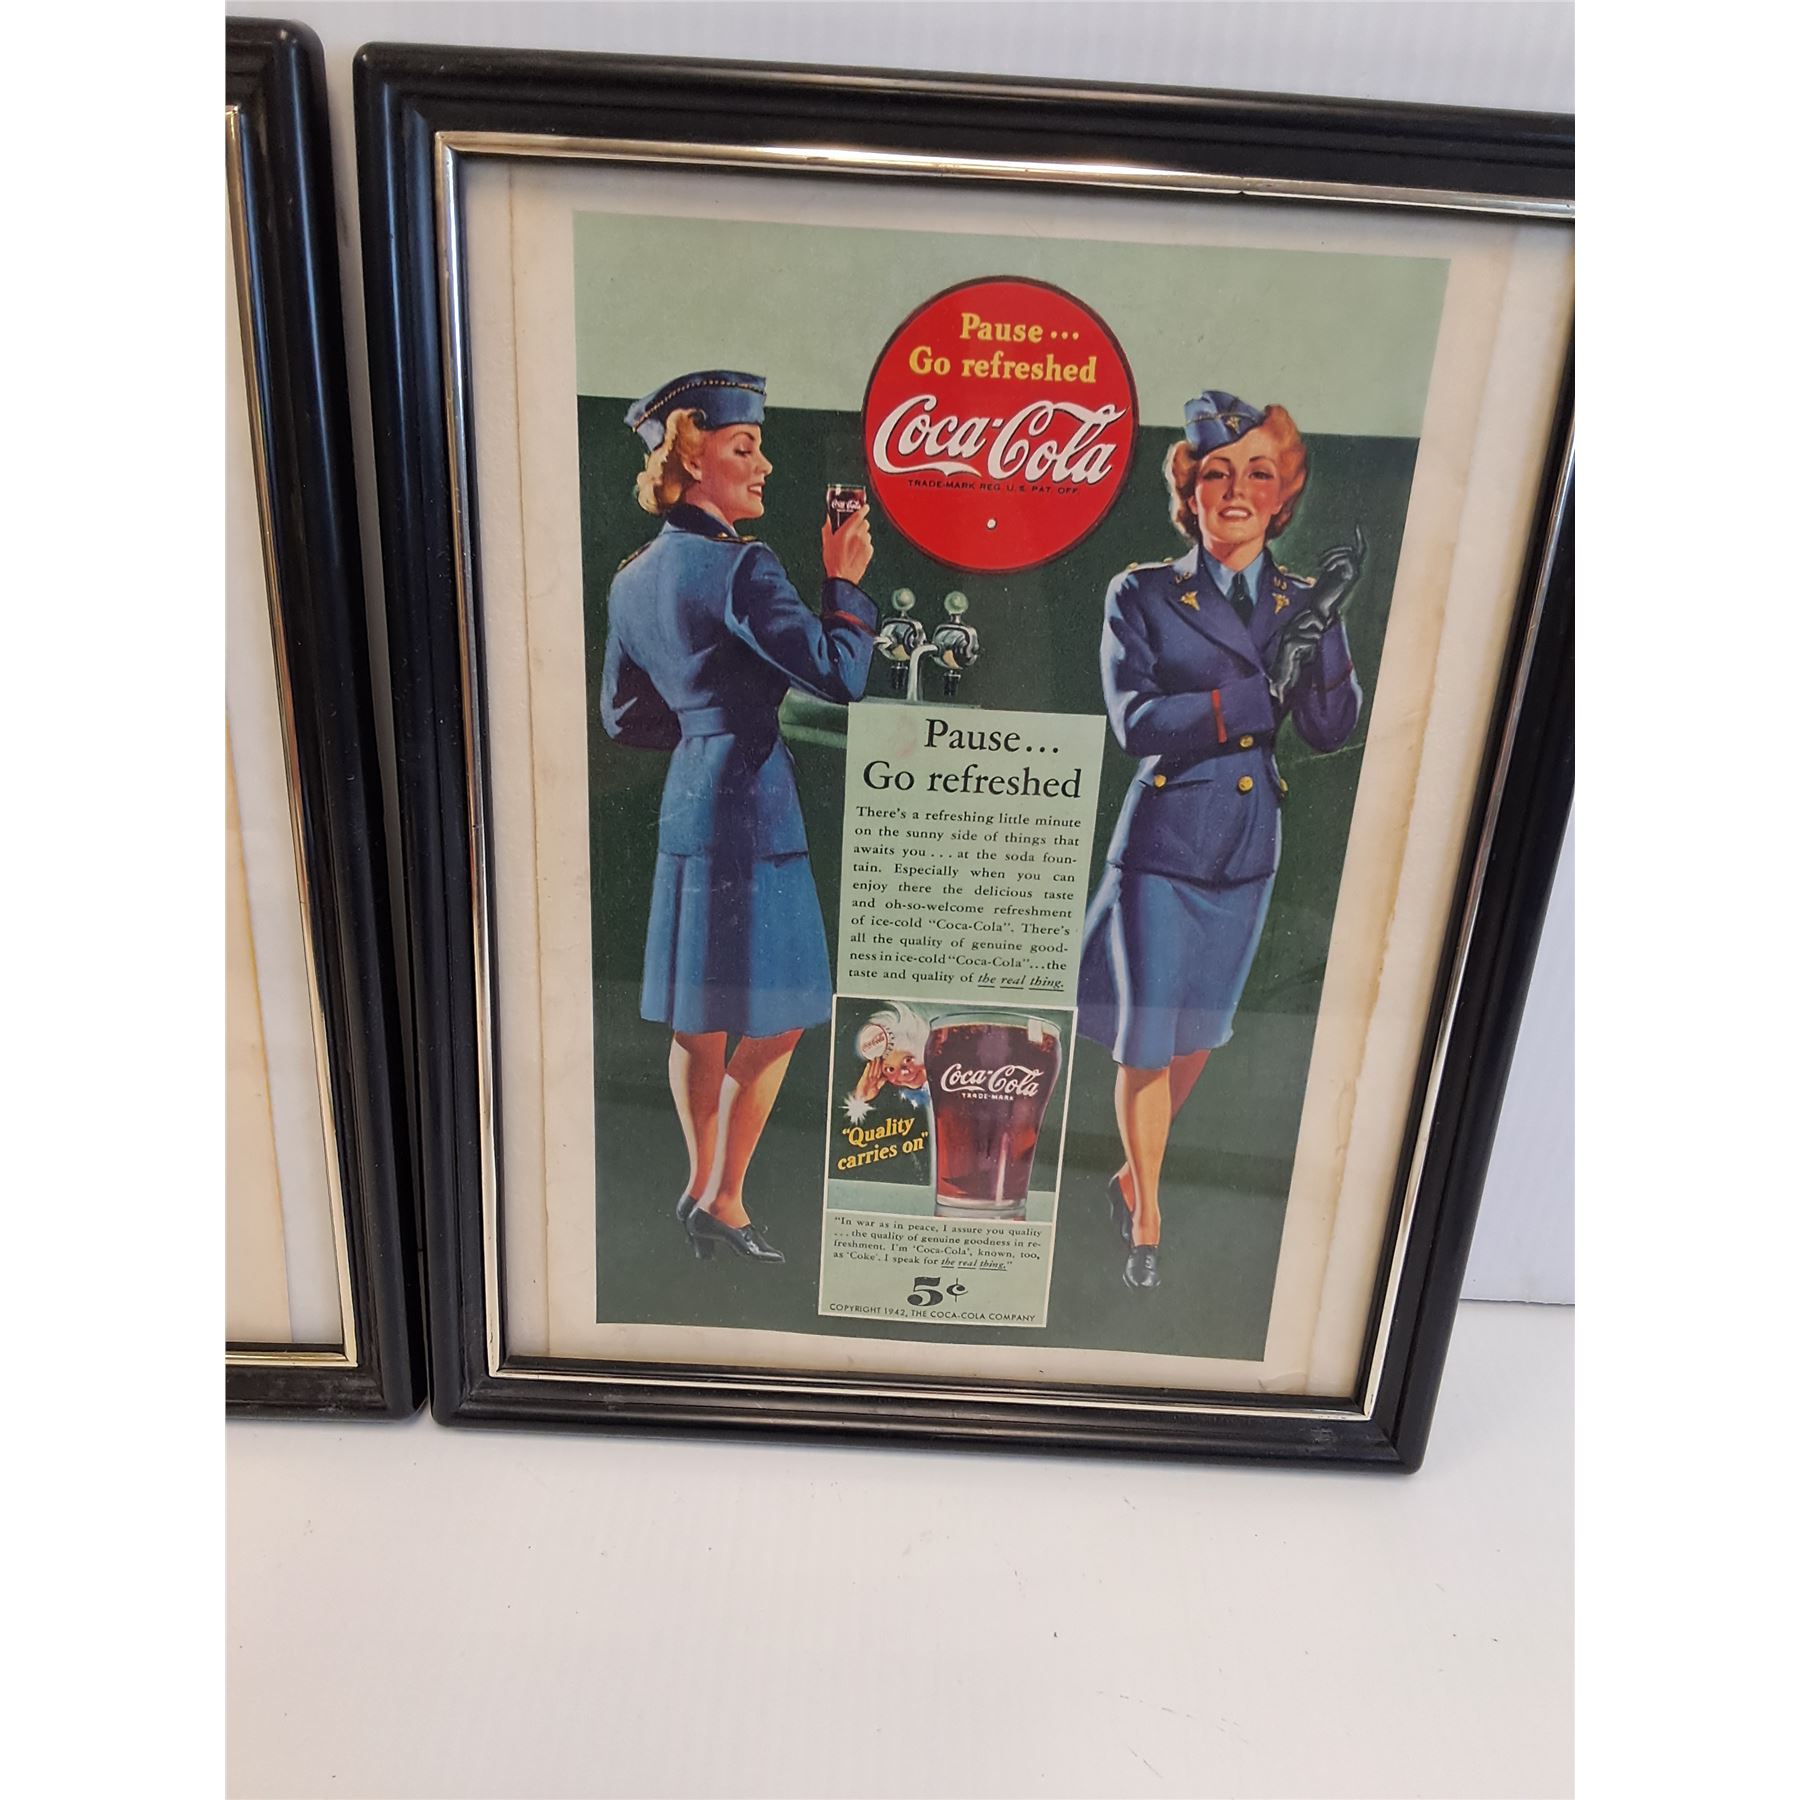 Pause...
Go refreshed
Coca-Cola
TRADE-MARK REG. U.S. PAT. OFF.
Coca-Cola
U.S.
Pause...
Go refreshed
There's a refreshing little minute
on the sunny side of things that
awaits you...at the soda foun-
tain. Especially when you can
enjoy there the delicious taste
and oh-so-welcome refreshment
of ice-cold "Coca-Cola". There's
all the quality of genuine good-
ness in ice-cold "Coca-Cola"...the
taste and quality of the real thing.
Coca-Cola
Coca-Cola
TRADE-MARK
"Quality
carries on"
"In war as in peace, I assure you quality
...the quality of genuine goodness in re-
freshment. I'm 'Coca-Cola', known, too,
as 'Coke'. I speak for the real thing."
5¢
COPYRIGHT 1942, THE COCA-COLA COMPANY